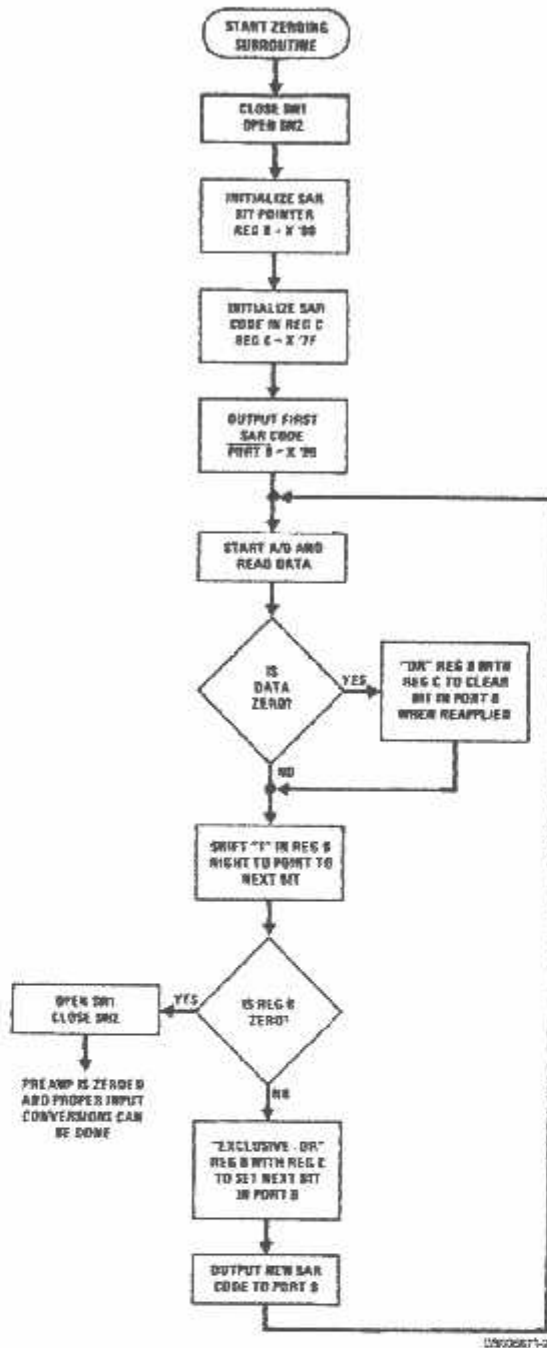 START ZEROING
SUBROUTINE
CLOSE SW1
OPEN SW2
INITIALIZE SAR
BIT POINTER
REG B - X
INITIALIZE SAR
CODE IN REG C
REG C - X '7F
OUTPUT FIRST
SAR CODE
PORT B - X
START A/D AND
READ DATA
IS
DATA
ZERO?
YES
"OR" REG B WITH
REG C TO CLEAR
BIT IN PORT B
WHEN REAPPLIED
NO
SHIFT "1" IN REG B
RIGHT TO POINT TO
NEXT BIT
IS REG B
ZERO?
YES
OPEN SW1
CLOSE SW2
PREAMP IS ZEROED
AND PROPER INPUT
CONVERSIONS CAN
BE DONE
NO
"EXCLUSIVE - OR"
REG B WITH REG C
TO SET NEXT BIT
IN PORT B
OUTPUT NEW SAR
CODE TO PORT B